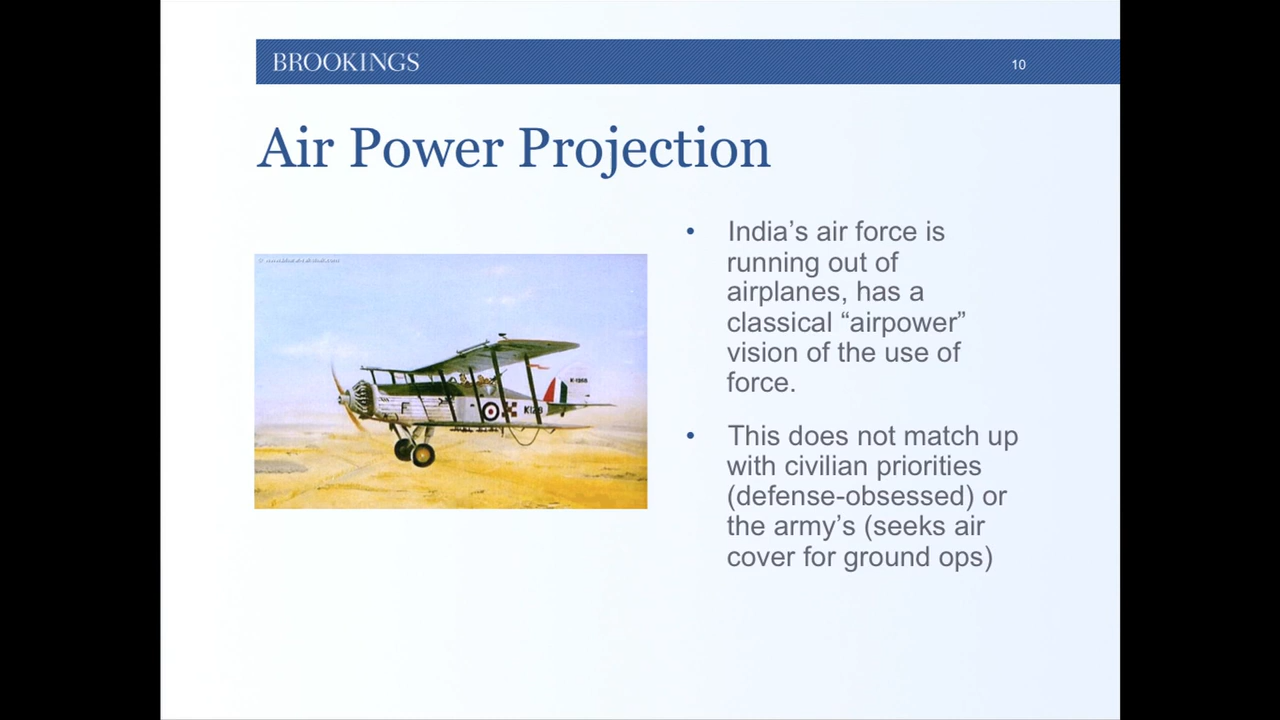 BROOKINGS
10
Air Power Projection
• India’s air force is
running out of
airplanes, has a
classical “airpower”
vision of the use of
force.
• This does not match up
with civilian priorities
(defense-obsessed) or
the army’s (seeks air
cover for ground ops)
F